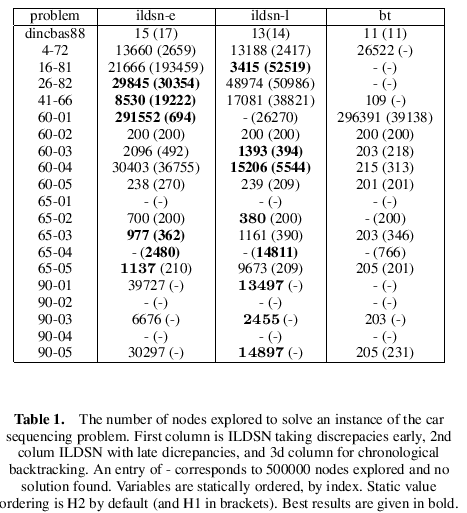 problem ildsn-e ildsn-l bt
dincbas88 15 (17) 13(14) 11 (11)
4-72 13660 (2659) 13188 (2417) 26522 (-)
16-81 21666 (193459) 3415 (52519) - (-)
26-82 29845 (30354) 48974 (50986) - (-)
41-66 8530 (19222) 17081 (38821) 109 (-)
60-01 291552 (694) - (26270) 296391 (39138)
60-02 200 (200) 200 (200) 200 (200)
60-03 2096 (492) 1393 (394) 203 (218)
60-04 30403 (36755) 15206 (5544) 215 (313)
60-05 238 (270) 239 (209) 201 (201)
65-01 - (-) - (-) - (-)
65-02 700 (200) 380 (200) - (200)
65-03 977 (362) 1161 (390) 203 (346)
65-04 - (2480) - (14811) - (766)
65-05 1137 (210) 9673 (209) 205 (201)
90-01 39727 (-) 13497 (-) - (-)
90-02 - (-) - (-) - (-)
90-03 6676 (-) 2455 (-) 203 (-)
90-04 - (-) - (-) - (-)
90-05 30297 (-) 14897 (-) 205 (231)
Table 1. The number of nodes explored to solve an instance of the car
sequencing problem. First column is ILDSN taking discrepacies early, 2nd
colum ILDSN with late dicrepancies, and 3d column for chronological
backtracking. An entry of - corresponds to 500000 nodes explored and no
solution found. Variables are statically ordered, by index. Static value
ordering is H2 by default (and H1 in brackets). Best results are given in bold.